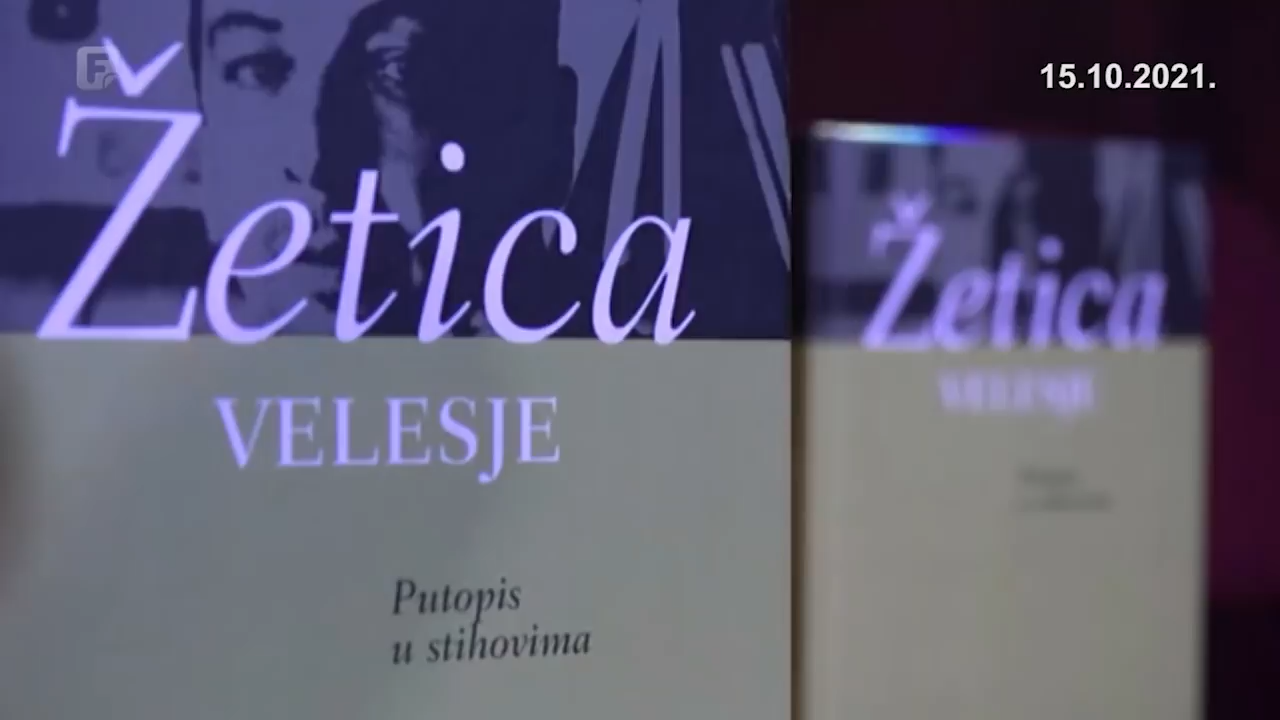 F
15.10.2021.
Žetica
VELESJE
Putopis
u stihovima
Žetica
VELESJE